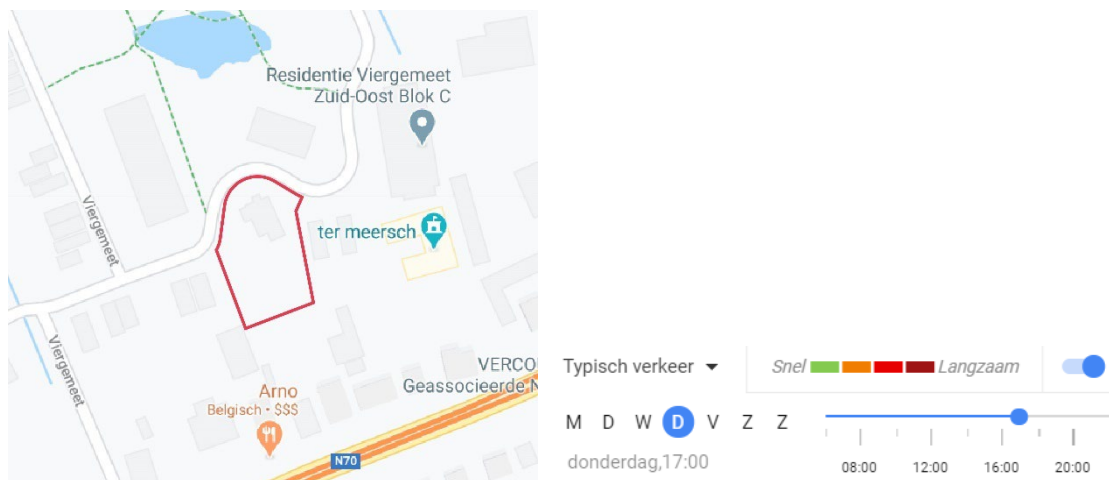 Residentie Viergemeet
Zuid-Oost Blok C
Viergemeet
ter meersch
Viergemeet
VERCO
Geassocieerde N
Arno
Belgisch • $$$
N70
Typisch verkeer
Snel
Langzaam
M D W D V Z Z
donderdag,17:00
08:00 12:00 16:00 20:00